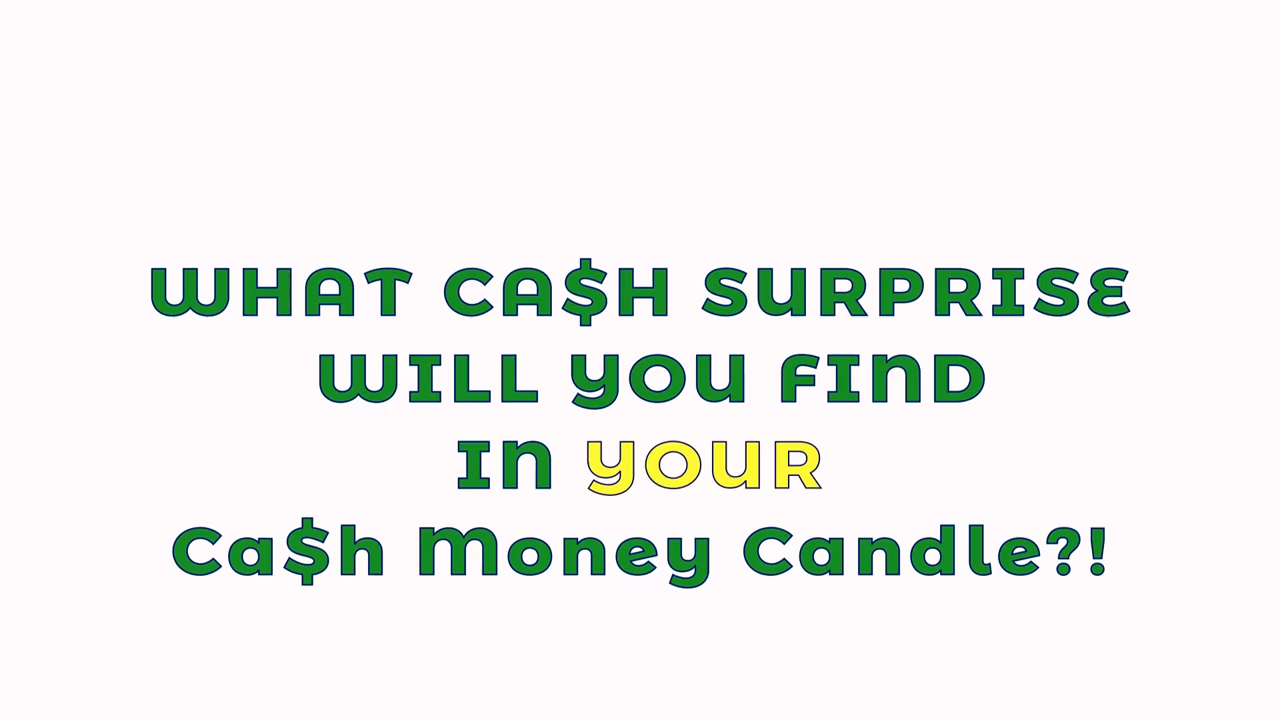 WHAT CA$H SURPRISE
WILL YOU FIND
IN YOUR
Ca$h Money Candle?!